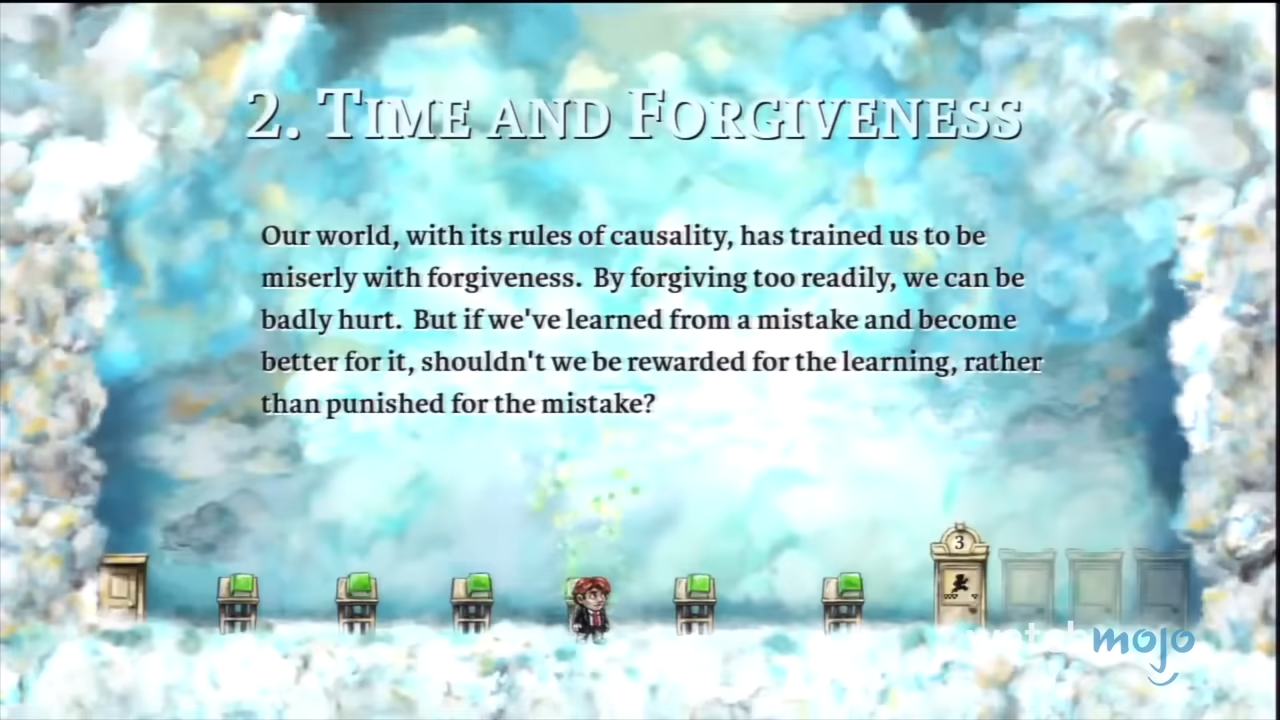 2. TIME AND FORGIVENESS
Our world, with its rules of causality, has trained us to be
miserly with forgiveness.  By forgiving too readily, we can be
badly hurt.  But if we've learned from a mistake and become
better for it, shouldn't we be rewarded for the learning, rather
than punished for the mistake?
3
watchmojo